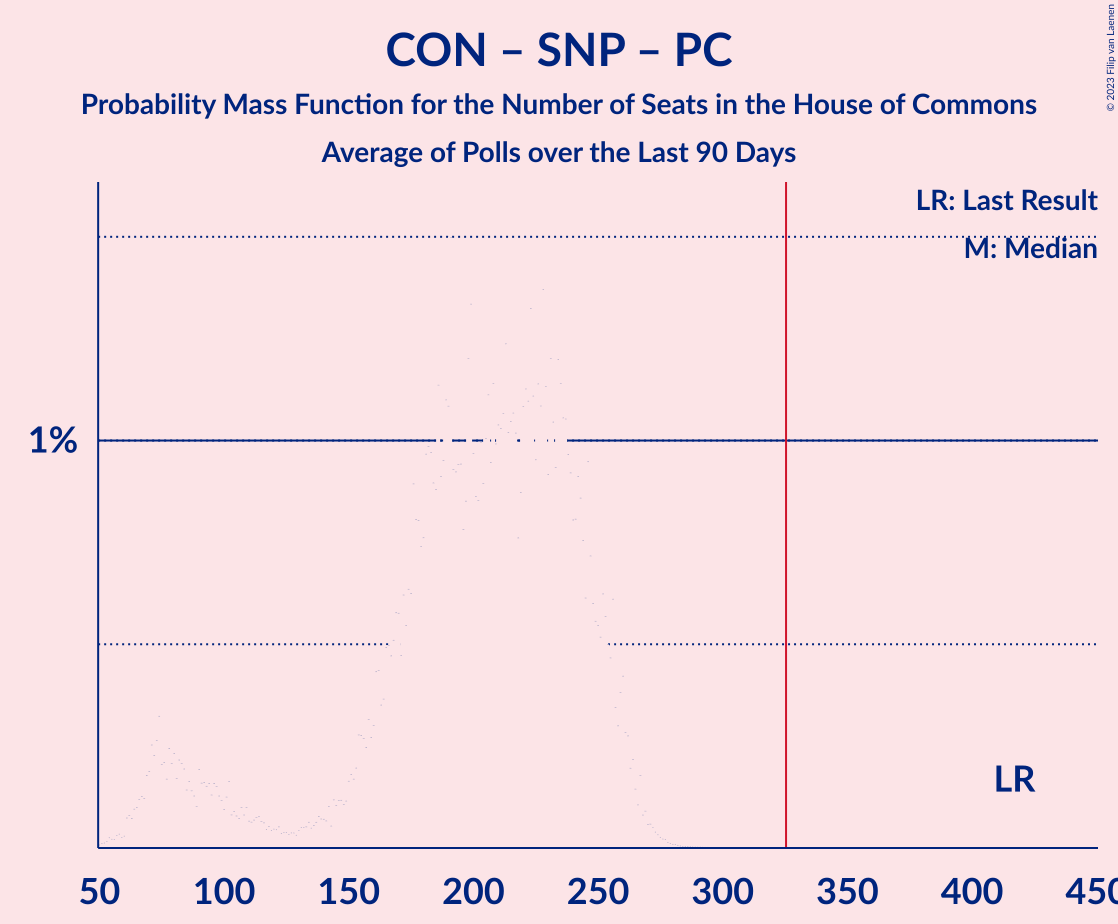 CON – SNP – PC
Probability Mass Function for the Number of Seats in the House of Commons
Average of Polls over the Last 90 Days
© 2023 Filip van Laenen
LR: Last Result
M: Median
1%
LR
50 100 150 200 250 300 350 400 450